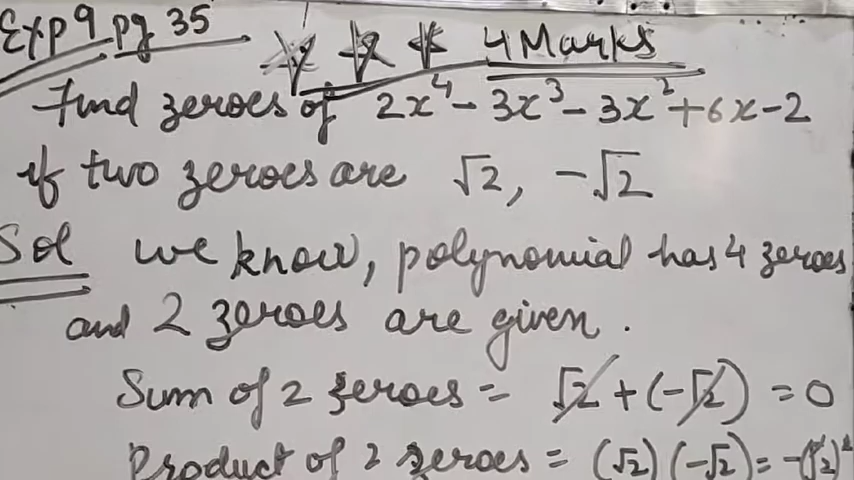 Exp 9 pg 35
4 Marks
Find zeroes of 2x⁴ - 3x³ - 3x² + 6x - 2
if two zeroes are √2, -√2
Sol we know, polynomial has 4 zeroes
and 2 zeroes are given.
Sum of 2 zeroes = √2 + (-√2) = 0
Product of 2 zeroes = (√2) (-√2) = -(√2)²